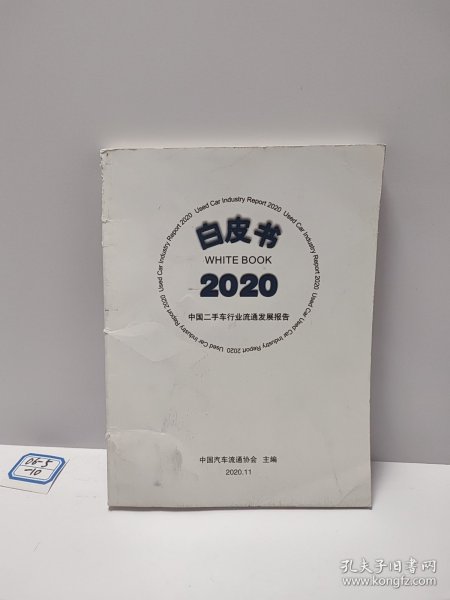 Used Car Industry Report 2020 Used Car Industry Report 2020 Used Car Industry Report 2020 Used Car Industry Report 2020
白皮书
WHITE BOOK
2020
中国二手车行业流通发展报告
中国汽车流通协会 主编
2020.11
06-5
-10
孔夫子旧书网
www.kongfz.com